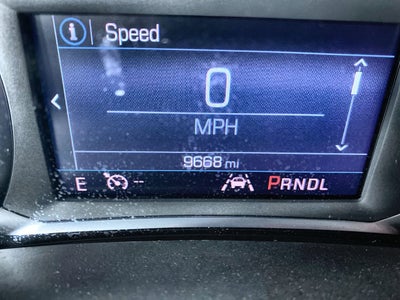 i Speed
0
MPH
9668 mi
E -- PRNDL